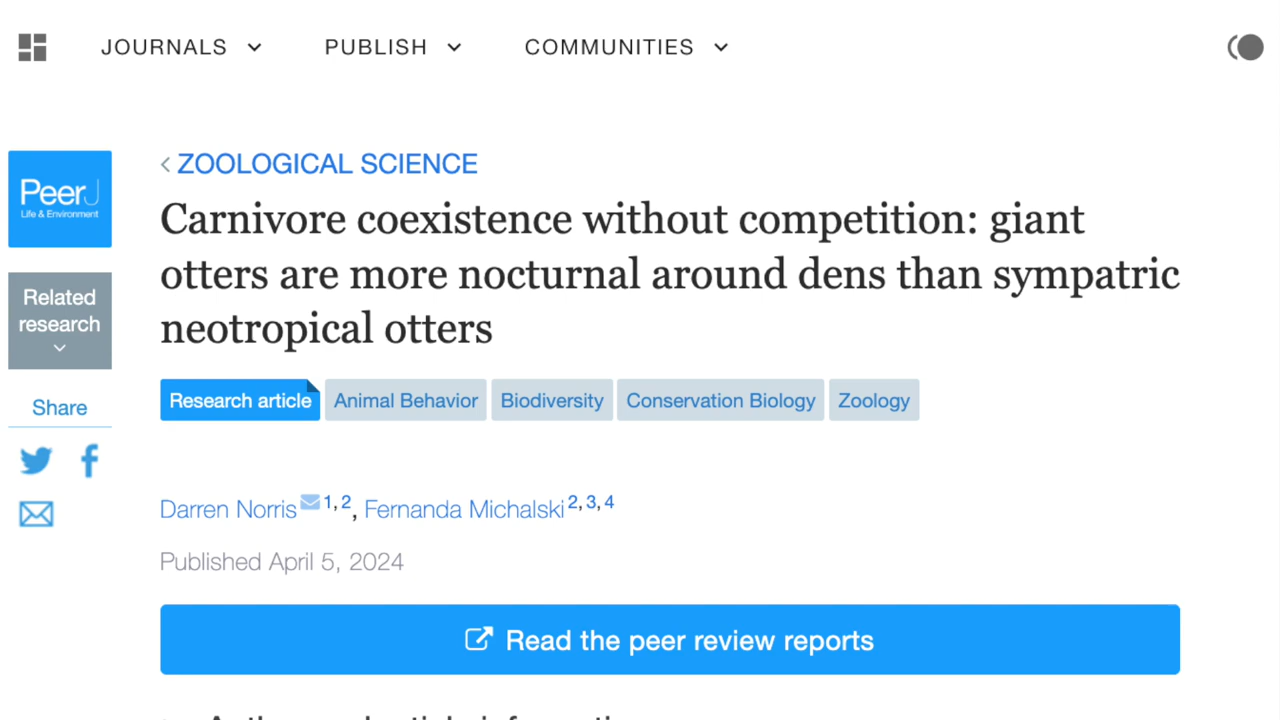 JOURNALS PUBLISH COMMUNITIES
PeerJ
Life & Environment
Related
research
Share
ZOOLOGICAL SCIENCE
Carnivore coexistence without competition: giant
otters are more nocturnal around dens than sympatric
neotropical otters
Research article Animal Behavior Biodiversity Conservation Biology Zoology
Darren Norris 1, 2, Fernanda Michalski 2, 3, 4
Published April 5, 2024
Read the peer review reports